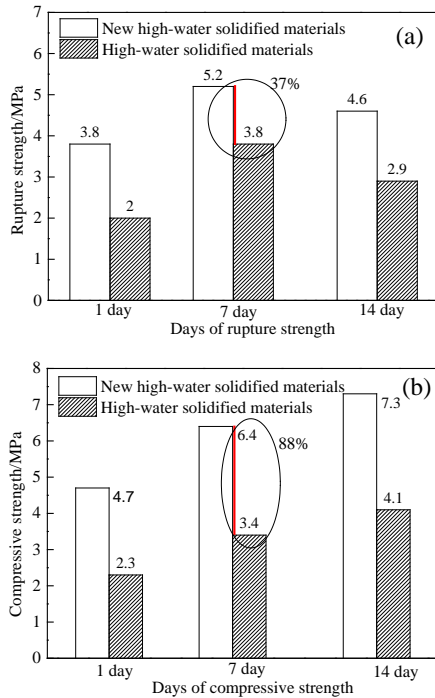 7
6
5
4
3
2
1
0
Rupture strength/MPa
New high-water solidified materials
High-water solidified materials
(a)
3.8
2
5.2
3.8
37%
4.6
2.9
1 day
7 day
14 day
Days of rupture strength
8
7
6
5
4
3
2
1
0
Compressive strength/MPa
New high-water solidified materials
High-water solidified materials
(b)
4.7
2.3
6.4
3.4
88%
7.3
4.1
1 day
7 day
14 day
Days of compressive strength